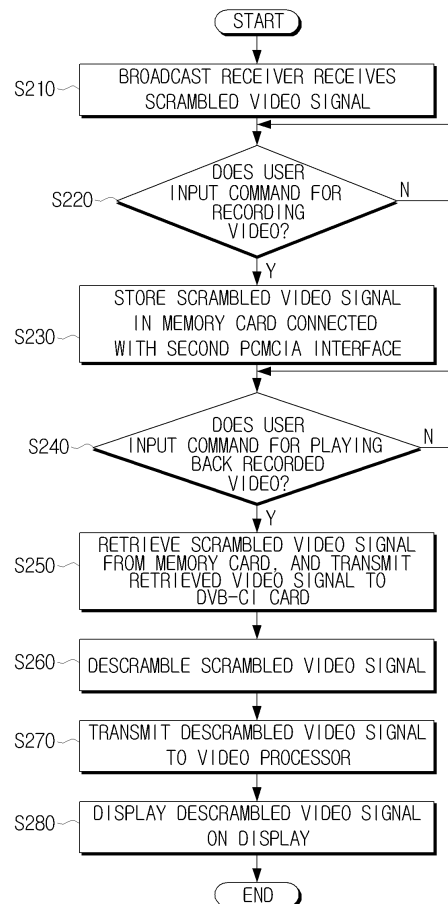 START
S210
BROADCAST RECEIVER RECEIVES
SCRAMBLED VIDEO SIGNAL
S220
DOES USER
INPUT COMMAND FOR
RECORDING
VIDEO?
N
Y
S230
STORE SCRAMBLED VIDEO SIGNAL
IN MEMORY CARD CONNECTED
WITH SECOND PCMCIA INTERFACE
S240
DOES USER
INPUT COMMAND FOR PLAYING
BACK RECORDED
VIDEO?
N
Y
S250
RETRIEVE SCRAMBLED VIDEO SIGNAL
FROM MEMORY CARD, AND TRANSMIT
RETRIEVED VIDEO SIGNAL TO
DVB-CI CARD
S260
DESCRAMBLE SCRAMBLED VIDEO SIGNAL
S270
TRANSMIT DESCRAMBLED VIDEO SIGNAL
TO VIDEO PROCESSOR
S280
DISPLAY DESCRAMBLED VIDEO SIGNAL
ON DISPLAY
END